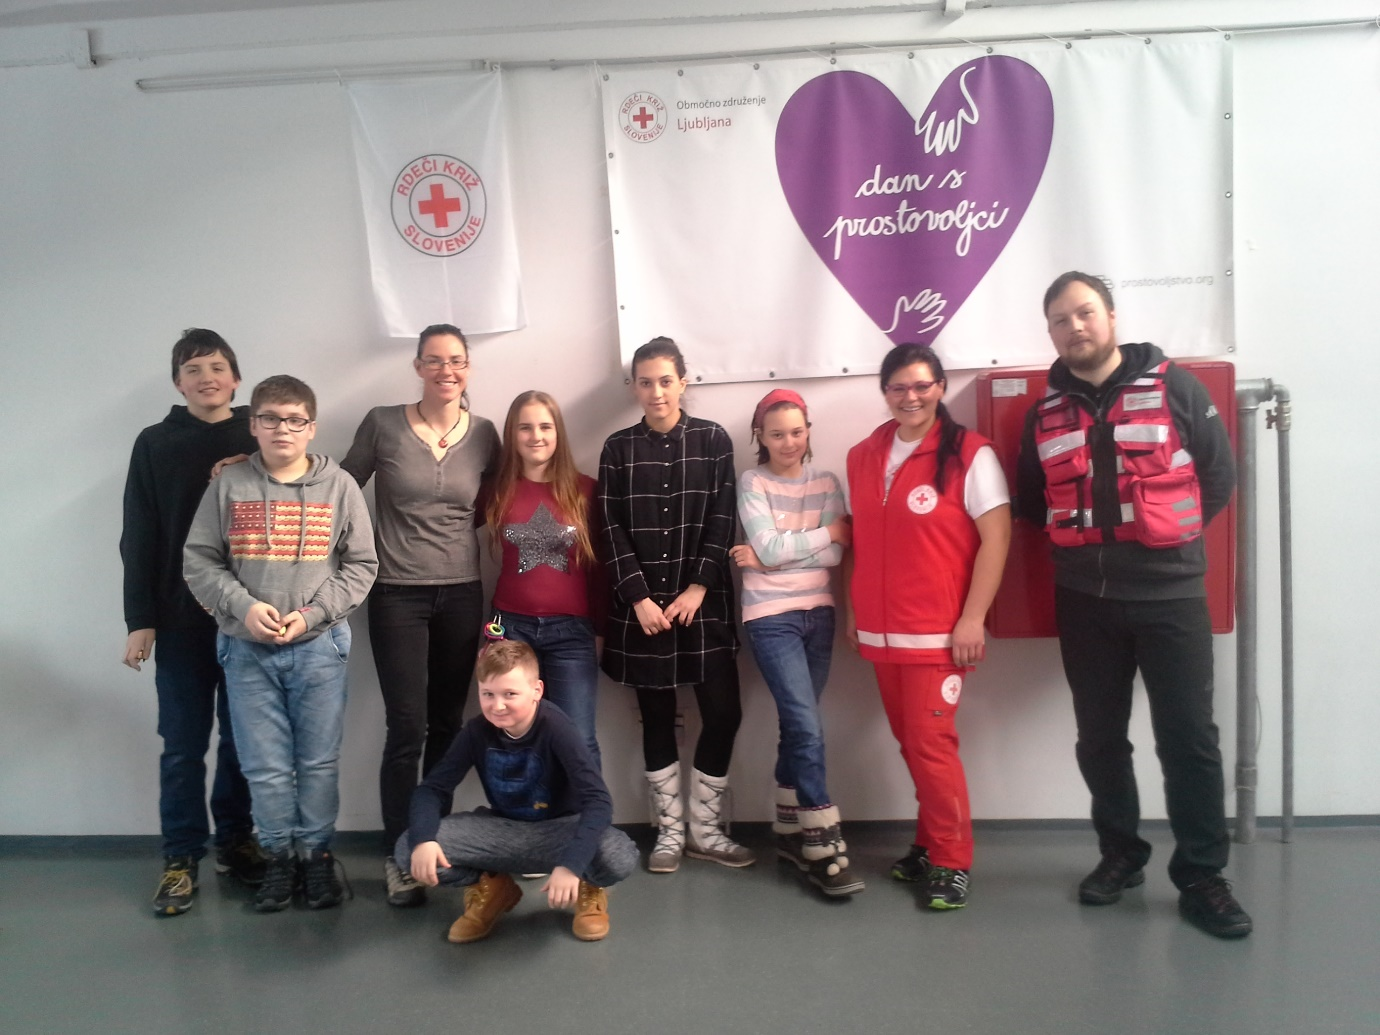 RDEČI KRIŽ
SLOVENIJE
RDEČI KRIŽ
SLOVENIJE
Območno združenje
Ljubljana
dan s
prostovoljci
prostovoljstvo.org